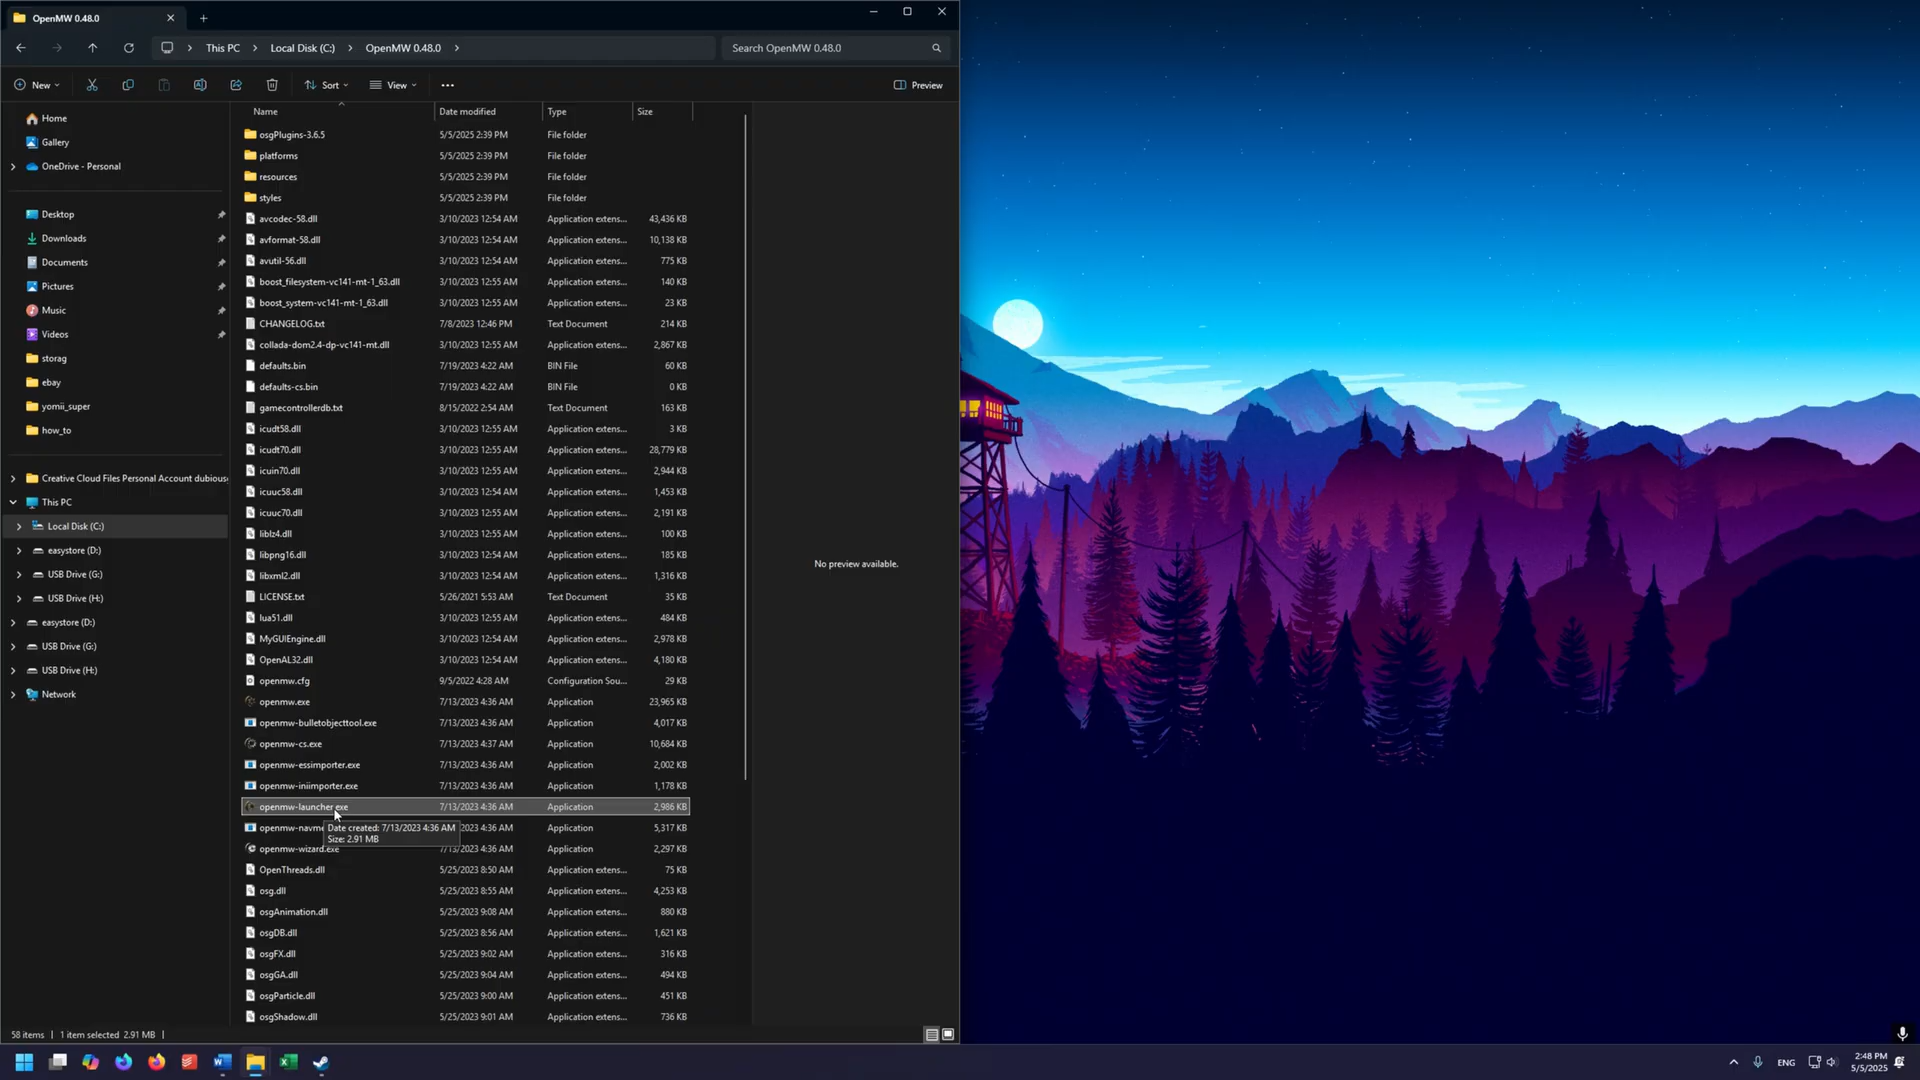 OpenMW 0.48.0
This PC > Local Disk (C:) > OpenMW 0.48.0 >
Search OpenMW 0.48.0
New
Sort
View
Preview
Home
Gallery
OneDrive - Personal
Desktop
Downloads
Documents
Pictures
Music
Videos
storag
ebay
yomii_super
how_to
Creative Cloud Files Personal Account dubious
This PC
Local Disk (C:)
easystore (D:)
USB Drive (G:)
USB Drive (H:)
easystore (D:)
USB Drive (G:)
USB Drive (H:)
Network
Name Date modified Type Size
osgPlugins-3.6.5 5/5/2025 2:39 PM File folder
platforms 5/5/2025 2:39 PM File folder
resources 5/5/2025 2:39 PM File folder
styles 5/5/2025 2:39 PM File folder
avcodec-58.dll 3/10/2023 12:54 AM Application extens... 43,436 KB
avformat-58.dll 3/10/2023 12:54 AM Application extens... 10,138 KB
avutil-56.dll 3/10/2023 12:54 AM Application extens... 775 KB
boost_filesystem-vc141-mt-1_63.dll 3/10/2023 12:55 AM Application extens... 140 KB
boost_system-vc141-mt-1_63.dll 3/10/2023 12:55 AM Application extens... 23 KB
CHANGELOG.txt 7/8/2023 12:46 PM Text Document 214 KB
collada-dom2.4-dp-vc141-mt.dll 3/10/2023 12:55 AM Application extens... 2,867 KB
defaults.bin 7/19/2023 4:22 AM BIN File 60 KB
defaults-cs.bin 7/19/2023 4:22 AM BIN File 0 KB
gamecontrollerdb.txt 8/15/2022 2:54 AM Text Document 163 KB
icudt58.dll 3/10/2023 12:55 AM Application extens... 3 KB
icudt70.dll 3/10/2023 12:55 AM Application extens... 28,779 KB
icuin70.dll 3/10/2023 12:55 AM Application extens... 2,944 KB
icuuc58.dll 3/10/2023 12:54 AM Application extens... 1,453 KB
icuuc70.dll 3/10/2023 12:55 AM Application extens... 2,191 KB
liblz4.dll 3/10/2023 12:55 AM Application extens... 100 KB
libpng16.dll 3/10/2023 12:54 AM Application extens... 185 KB
libxml2.dll 3/10/2023 12:54 AM Application extens... 1,316 KB
LICENSE.txt 5/26/2021 5:53 AM Text Document 35 KB
lua51.dll 3/10/2023 12:55 AM Application extens... 484 KB
MyGUIEngine.dll 3/10/2023 12:54 AM Application extens... 2,978 KB
OpenAL32.dll 3/10/2023 12:54 AM Application extens... 4,180 KB
openmw.cfg 9/5/2022 4:28 AM Configuration Sou... 29 KB
openmw.exe 7/13/2023 4:36 AM Application 23,965 KB
openmw-bulletobjecttool.exe 7/13/2023 4:36 AM Application 4,017 KB
openmw-cs.exe 7/13/2023 4:37 AM Application 10,684 KB
openmw-essimporter.exe 7/13/2023 4:36 AM Application 2,002 KB
openmw-iniimporter.exe 7/13/2023 4:36 AM Application 1,178 KB
openmw-launcher.exe 7/13/2023 4:36 AM Application 2,986 KB
openmw-navme 2023 4:36 AM Application 5,317 KB
Date created: 7/13/2023 4:36 AM
Size: 2.91 MB
openmw-wizard.exe 7/13/2023 4:36 AM Application 2,297 KB
OpenThreads.dll 5/25/2023 8:50 AM Application extens... 75 KB
osg.dll 5/25/2023 8:55 AM Application extens... 4,253 KB
osgAnimation.dll 5/25/2023 9:08 AM Application extens... 880 KB
osgDB.dll 5/25/2023 8:56 AM Application extens... 1,621 KB
osgFX.dll 5/25/2023 9:02 AM Application extens... 316 KB
osgGA.dll 5/25/2023 9:04 AM Application extens... 494 KB
osgParticle.dll 5/25/2023 9:00 AM Application extens... 451 KB
osgShadow.dll 5/25/2023 9:01 AM Application extens... 736 KB
No preview available.
58 items | 1 item selected 2.91 MB |
ENG
2:48 PM
5/5/2025